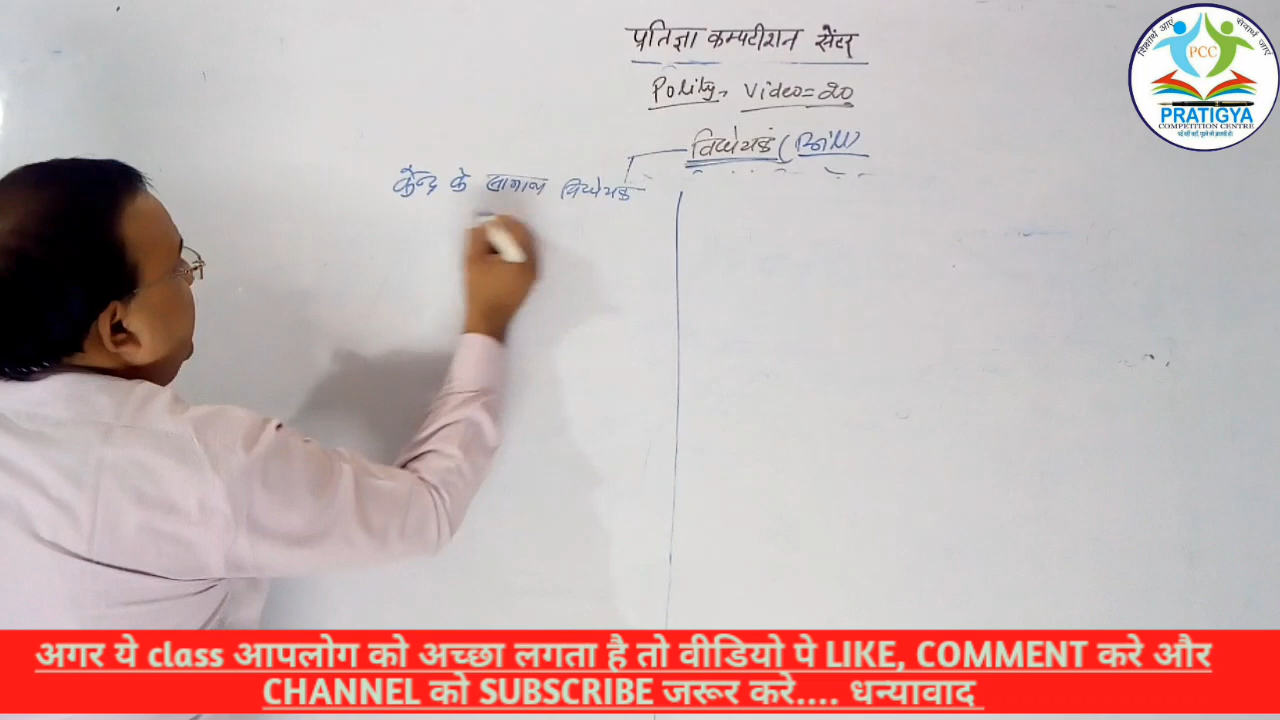 प्रतिज्ञा कम्पटीशन सेंटर
Polity, Video=20
विधेयक (Bill)
केन्द्र के सामान्य विधेयक
शिक्षार्थ आएं सेवार्थ जाएं
PCC
PRATIGYA
COMPETITION CENTRE
अगर ये class आपलोग को अच्छा लगता है तो वीडियो पे LIKE, COMMENT करे और
CHANNEL को SUBSCRIBE जरूर करे.... धन्यावाद